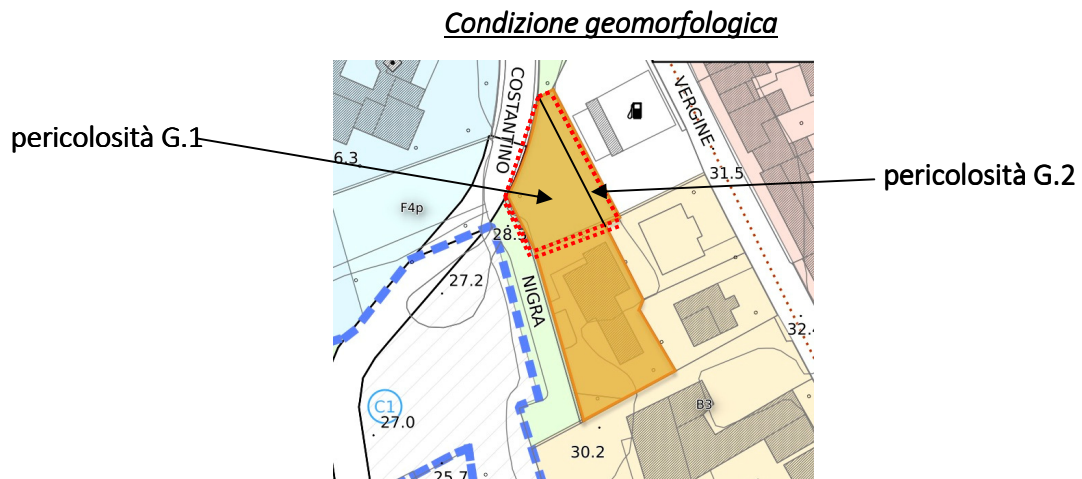 Condizione geomorfologica
COSTANTINO
VERGINE
pericolosità G.1
6.3
31.5
pericolosità G.2
F4p
28.5
27.2
NIGRA
32.4
C1
27.0
B3
30.2
25.7